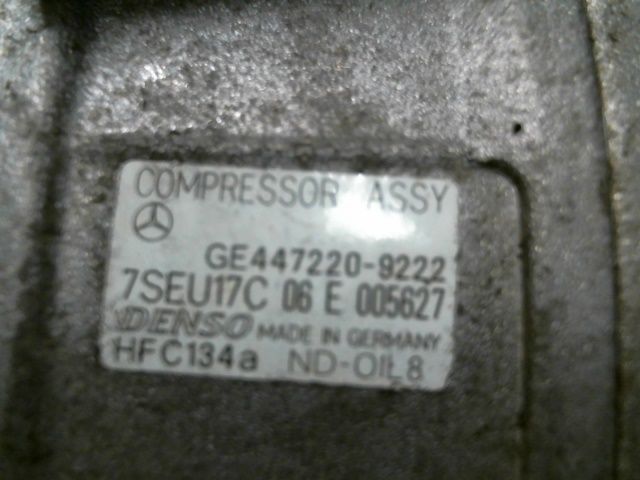 COMPRESSOR ASSY
GE447220-9222
7SEU17C 06 E 005627
DENSO MADE IN GERMANY
HFC134a ND-OIL8